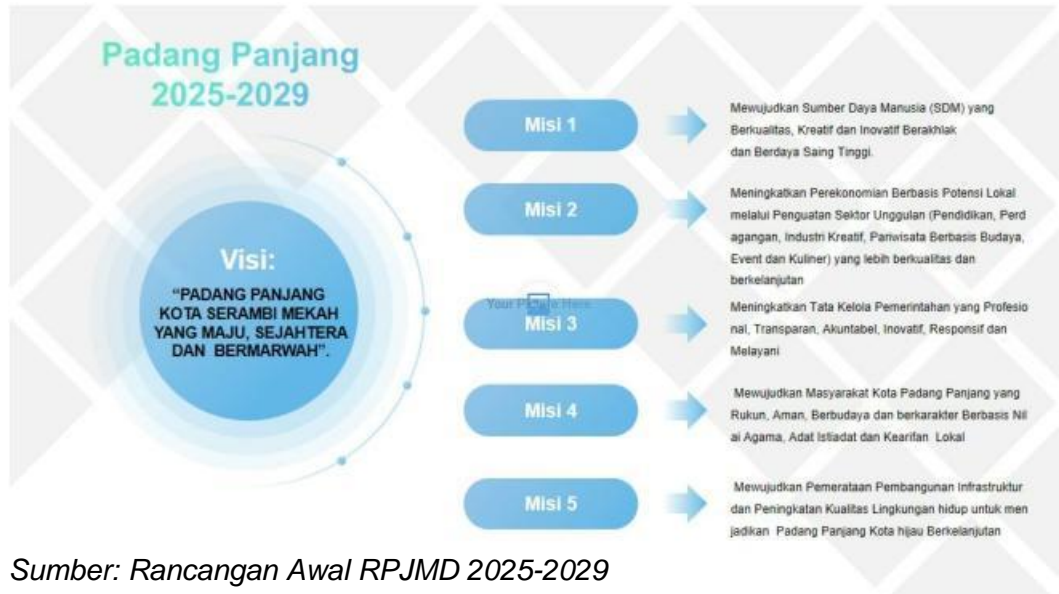 Padang Panjang
2025-2029
Visi:
“PADANG PANJANG
KOTA SERAMBI MEKAH
YANG MAJU, SEJAHTERA
DAN BERMARWAH”.
Misi 1
Mewujudkan Sumber Daya Manusia (SDM) yang
Berkualitas, Kreatif dan Inovatif Berakhlak
dan Berdaya Saing Tinggi.
Misi 2
Meningkatkan Perekonomian Berbasis Potensi Lokal
melalui Penguatan Sektor Unggulan (Pendidikan, Perd
agangan, Industri Kreatif, Pariwisata Berbasis Budaya,
Event dan Kuliner) yang lebih berkualitas dan
berkelanjutan
Your Picture Here
Misi 3
Meningkatkan Tata Kelola Pemerintahan yang Profesio
nal, Transparan, Akuntabel, Inovatif, Responsif dan
Melayani
Misi 4
Mewujudkan Masyarakat Kota Padang Panjang yang
Rukun, Aman, Berbudaya dan berkarakter Berbasis Nil
ai Agama, Adat Istiadat dan Kearifan Lokal
Misi 5
Mewujudkan Pemerataan Pembangunan Infrastruktur
dan Peningkatan Kualitas Lingkungan hidup untuk men
jadikan Padang Panjang Kota hijau Berkelanjutan
Sumber: Rancangan Awal RPJMD 2025-2029